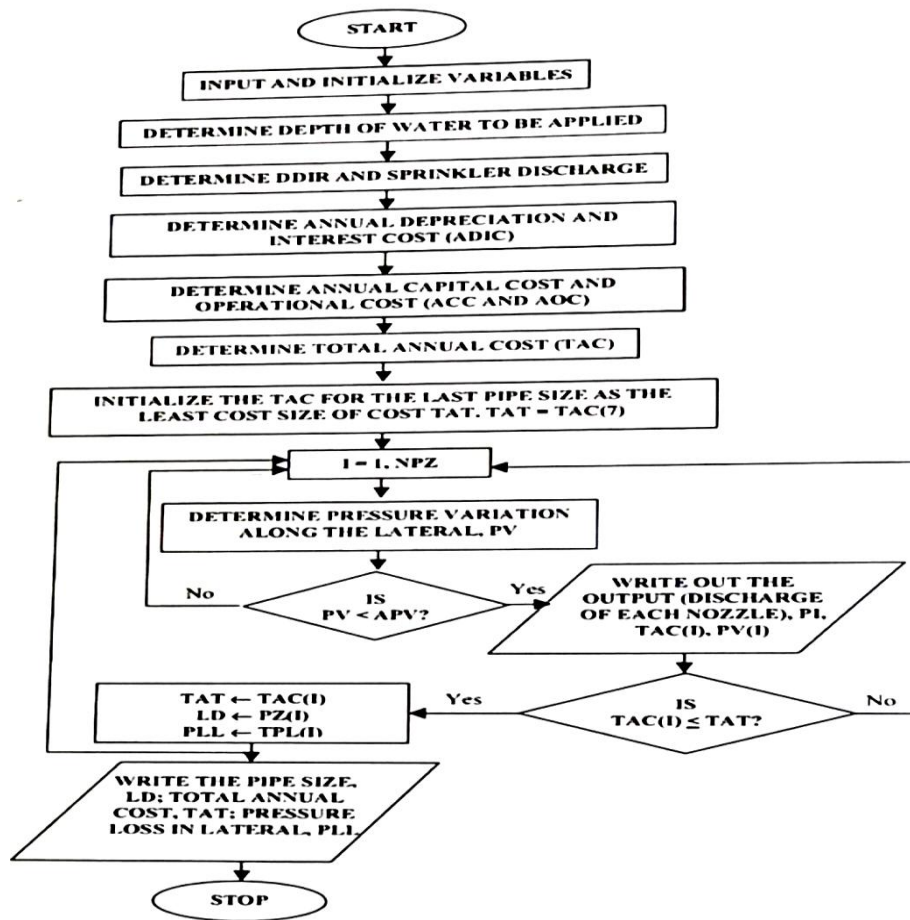 START
INPUT AND INITIALIZE VARIABLES
DETERMINE DEPTH OF WATER TO BE APPLIED
DETERMINE DDIR AND SPRINKLER DISCHARGE
DETERMINE ANNUAL DEPRECIATION AND
INTEREST COST (ADIC)
DETERMINE ANNUAL CAPITAL COST AND
OPERATIONAL COST (ACC AND AOC)
DETERMINE TOTAL ANNUAL COST (TAC)
INITIALIZE THE TAC FOR THE LAST PIPE SIZE AS THE
LEAST COST SIZE OF COST TAT. TAT = TAC(7)
I = 1, NPZ
DETERMINE PRESSURE VARIATION
ALONG THE LATERAL, PV
No
IS
PV < APV?
Yes
WRITE OUT THE
OUTPUT (DISCHARGE
OF EACH NOZZLE), PI,
TAC(I), PV(I)
TAT ← TAC(I)
LD ← PZ(I)
PLL ← TPL(I)
Yes
IS
TAC(I) ≤ TAT?
No
WRITE THE PIPE SIZE,
LD; TOTAL ANNUAL
COST, TAT; PRESSURE
LOSS IN LATERAL, PLL
STOP